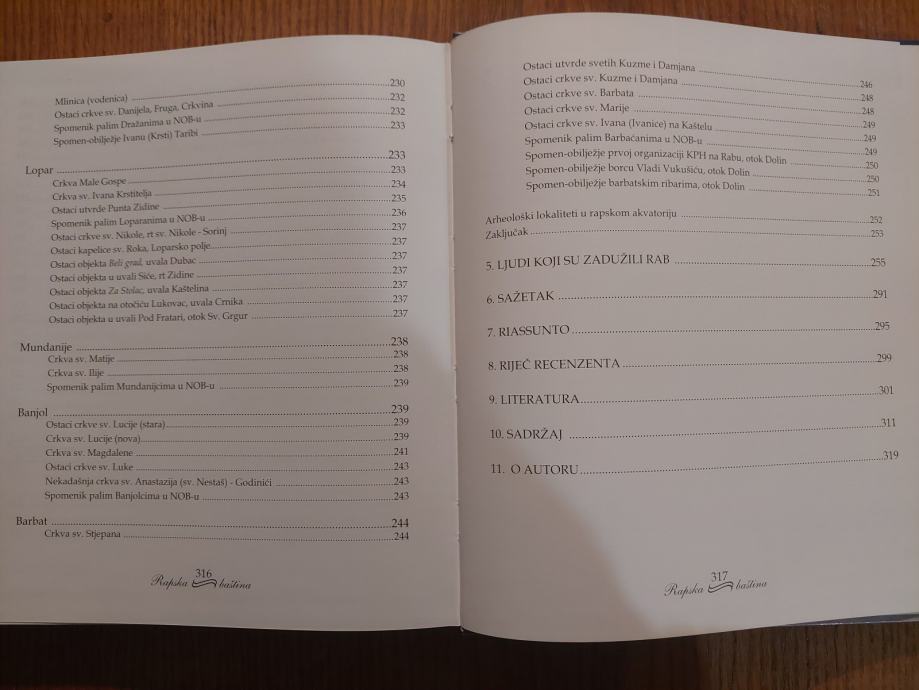 Mlinica (vodenica) 230
Ostaci crkve sv. Danijela, Fruga, Crkvina 232
Spomenik palim Dražanima u NOB-u 232
Spomen-obilježje Ivanu (Krsti) Taribi 233
Lopar 233
Crkva Male Gospe 233
Crkva sv. Ivana Krstitelja 234
Ostaci utvrde Punta Zidine 235
Spomenik palim Loparanima u NOB-u 236
Ostaci crkve sv. Nikole, rt sv. Nikole - Sorinj 237
Ostaci kapelice sv. Roka, Loparsko polje 237
Ostaci objekta Beli grad, uvala Dubac 237
Ostaci objekta u uvali Siće, rt Zidine 237
Ostaci objekta Za Stolac, uvala Kaštelina 237
Ostaci objekta na otočiću Lukovac, uvala Crnika 237
Ostaci objekta u uvali Pod Fratari, otok Sv. Grgur 237
Mundanije 238
Crkva sv. Matije 238
Crkva sv. Ilije 238
Spomenik palim Mundanijcima u NOB-u 239
Banjol 239
Ostaci crkve sv. Lucije (stara) 239
Crkva sv. Lucije (nova) 239
Crkva sv. Magdalene 241
Ostaci crkve sv. Luke 243
Nekadašnja crkva sv. Anastazija (sv. Nestaš) - Godinići 243
Spomenik palim Banjolcima u NOB-u 243
Barbat 244
Crkva sv. Stjepana 244
316
Rapska baština
Ostaci utvrde svetih Kuzme i Damjana 246
Ostaci crkve sv. Kuzme i Damjana 248
Ostaci crkve sv. Barbata 248
Ostaci crkve sv. Marije 249
Ostaci crkve sv. Ivana (Ivanice) na Kaštelu 249
Spomenik palim Barbaćanima u NOB-u 249
Spomen-obilježje prvoj organizaciji KPH na Rabu, otok Dolin 250
Spomen-obilježje borcu Vladi Vukušiću, otok Dolin 250
Spomen-obilježje barbatskim ribarima, otok Dolin 251
Arheološki lokaliteti u rapskom akvatoriju 252
Zaključak 253
5. LJUDI KOJI SU ZADUŽILI RAB 255
6. SAŽETAK 291
7. RIASSUNTO 295
8. RIJEČ RECENZENTA 299
9. LITERATURA 301
10. SADRŽAJ 311
11. O AUTORU 319
317
Rapska baština